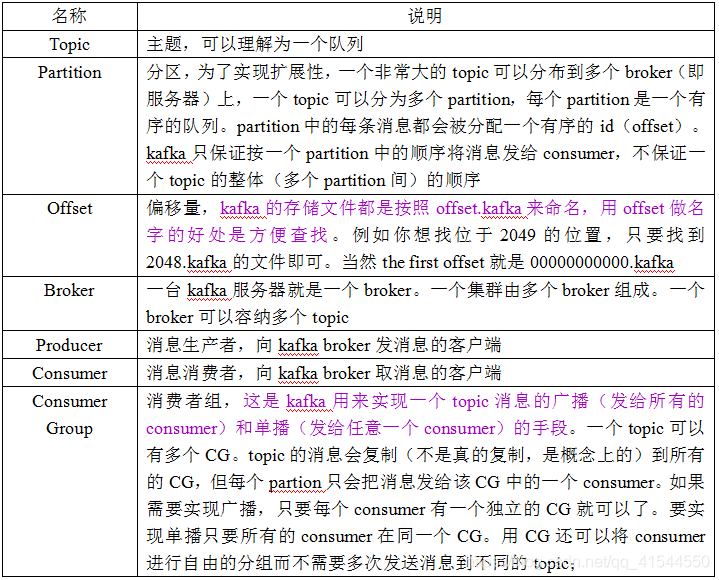 名称 说明
Topic 主题，可以理解为一个队列
Partition 分区，为了实现扩展性，一个非常大的 topic 可以分布到多个 broker（即
服务器）上，一个 topic 可以分为多个 partition，每个 partition 是一个有
序的队列。partition 中的每条消息都会被分配一个有序的 id（offset）。
kafka 只保证按一个 partition 中的顺序将消息发给 consumer，不保证一
个 topic 的整体（多个 partition 间）的顺序
Offset 偏移量，kafka 的存储文件都是按照 offset.kafka 来命名，用 offset 做名
字的好处是方便查找。例如你想找位于 2049 的位置，只要找到
2048.kafka 的文件即可。当然 the first offset 就是 00000000000.kafka
Broker 一台 kafka 服务器就是一个 broker。一个集群由多个 broker 组成。一个
broker 可以容纳多个 topic
Producer 消息生产者，向 kafka broker 发消息的客户端
Consumer 消息消费者，向 kafka broker 取消息的客户端
Consumer Group 消费者组，这是 kafka 用来实现一个 topic 消息的广播（发给所有的
consumer）和单播（发给任意一个 consumer）的手段。一个 topic 可以
有多个 CG。topic 的消息会复制（不是真的复制，是概念上的）到所有
的 CG，但每个 partion 只会把消息发给该 CG 中的一个 consumer。如果
需要实现广播，只要每个 consumer 有一个独立的 CG 就可以了。要实
现单播只要所有的 consumer 在同一个 CG。用 CG 还可以将 consumer
进行自由的分组而不需要多次发送消息到不同的 topic；